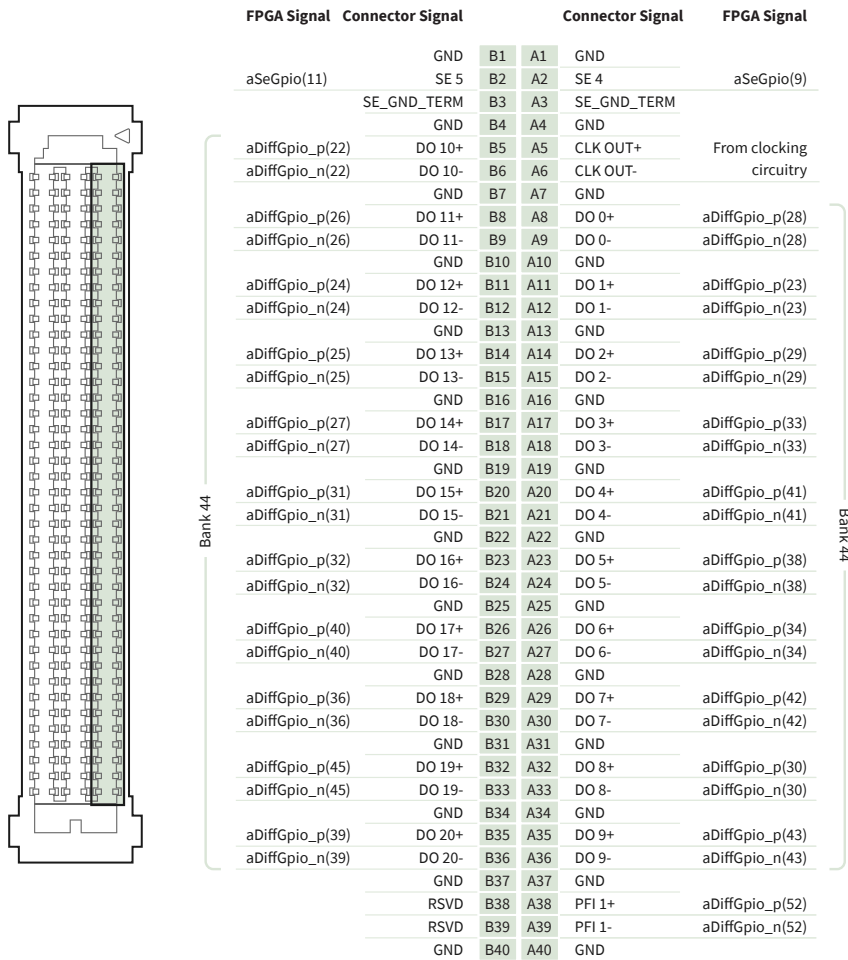 FPGA Signal Connector Signal Connector Signal FPGA Signal
GND B1 A1 GND
aSeGpio(11) SE 5 B2 A2 SE 4 aSeGpio(9)
SE_GND_TERM B3 A3 SE_GND_TERM
GND B4 A4 GND
aDiffGpio_p(22) DO 10+ B5 A5 CLK OUT+ From clocking
aDiffGpio_n(22) DO 10- B6 A6 CLK OUT- circuitry
GND B7 A7 GND
aDiffGpio_p(26) DO 11+ B8 A8 DO 0+ aDiffGpio_p(28)
aDiffGpio_n(26) DO 11- B9 A9 DO 0- aDiffGpio_n(28)
GND B10 A10 GND
aDiffGpio_p(24) DO 12+ B11 A11 DO 1+ aDiffGpio_p(23)
aDiffGpio_n(24) DO 12- B12 A12 DO 1- aDiffGpio_n(23)
GND B13 A13 GND
aDiffGpio_p(25) DO 13+ B14 A14 DO 2+ aDiffGpio_p(29)
aDiffGpio_n(25) DO 13- B15 A15 DO 2- aDiffGpio_n(29)
GND B16 A16 GND
aDiffGpio_p(27) DO 14+ B17 A17 DO 3+ aDiffGpio_p(33)
aDiffGpio_n(27) DO 14- B18 A18 DO 3- aDiffGpio_n(33)
GND B19 A19 GND
aDiffGpio_p(31) DO 15+ B20 A20 DO 4+ aDiffGpio_p(41)
aDiffGpio_n(31) DO 15- B21 A21 DO 4- aDiffGpio_n(41)
Bank 44
GND B22 A22 GND
Bank 44
aDiffGpio_p(32) DO 16+ B23 A23 DO 5+ aDiffGpio_p(38)
aDiffGpio_n(32) DO 16- B24 A24 DO 5- aDiffGpio_n(38)
GND B25 A25 GND
aDiffGpio_p(40) DO 17+ B26 A26 DO 6+ aDiffGpio_p(34)
aDiffGpio_n(40) DO 17- B27 A27 DO 6- aDiffGpio_n(34)
GND B28 A28 GND
aDiffGpio_p(36) DO 18+ B29 A29 DO 7+ aDiffGpio_p(42)
aDiffGpio_n(36) DO 18- B30 A30 DO 7- aDiffGpio_n(42)
GND B31 A31 GND
aDiffGpio_p(45) DO 19+ B32 A32 DO 8+ aDiffGpio_p(30)
aDiffGpio_n(45) DO 19- B33 A33 DO 8- aDiffGpio_n(30)
GND B34 A34 GND
aDiffGpio_p(39) DO 20+ B35 A35 DO 9+ aDiffGpio_p(43)
aDiffGpio_n(39) DO 20- B36 A36 DO 9- aDiffGpio_n(43)
GND B37 A37 GND
RSVD B38 A38 PFI 1+ aDiffGpio_p(52)
RSVD B39 A39 PFI 1- aDiffGpio_n(52)
GND B40 A40 GND